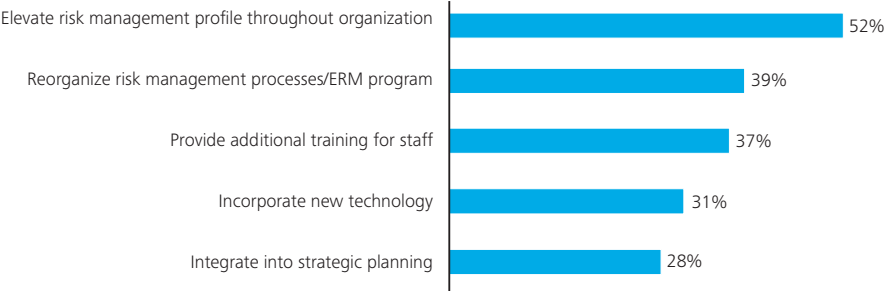 Elevate risk management profile throughout organization 52%
Reorganize risk management processes/ERM program 39%
Provide additional training for staff 37%
Incorporate new technology 31%
Integrate into strategic planning 28%